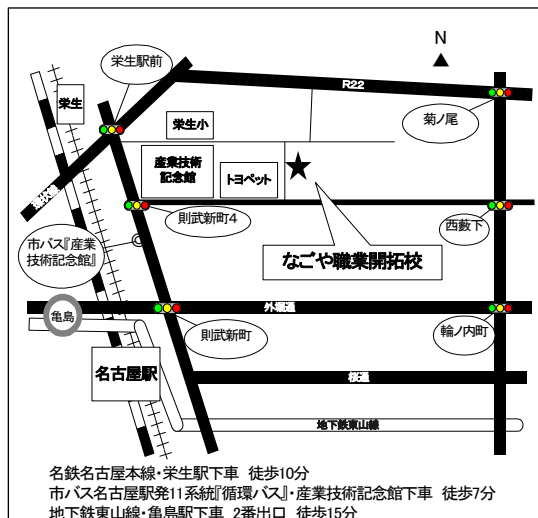 栄生駅前
N
R22
栄生
栄生小
菊ノ尾
産業技術
記念館
トヨペット
則武新町4
西藪下
市バス『産業
技術記念館』
なごや職業開拓校
外堀通
亀島
則武新町
輪ノ内町
名古屋駅
桜通
地下鉄東山線
名鉄名古屋本線・栄生駅下車 徒歩10分
市バス名古屋駅発11系統『循環バス』・産業技術記念館下車 徒歩7分
地下鉄東山線・亀島駅下車 2番出口 徒歩15分